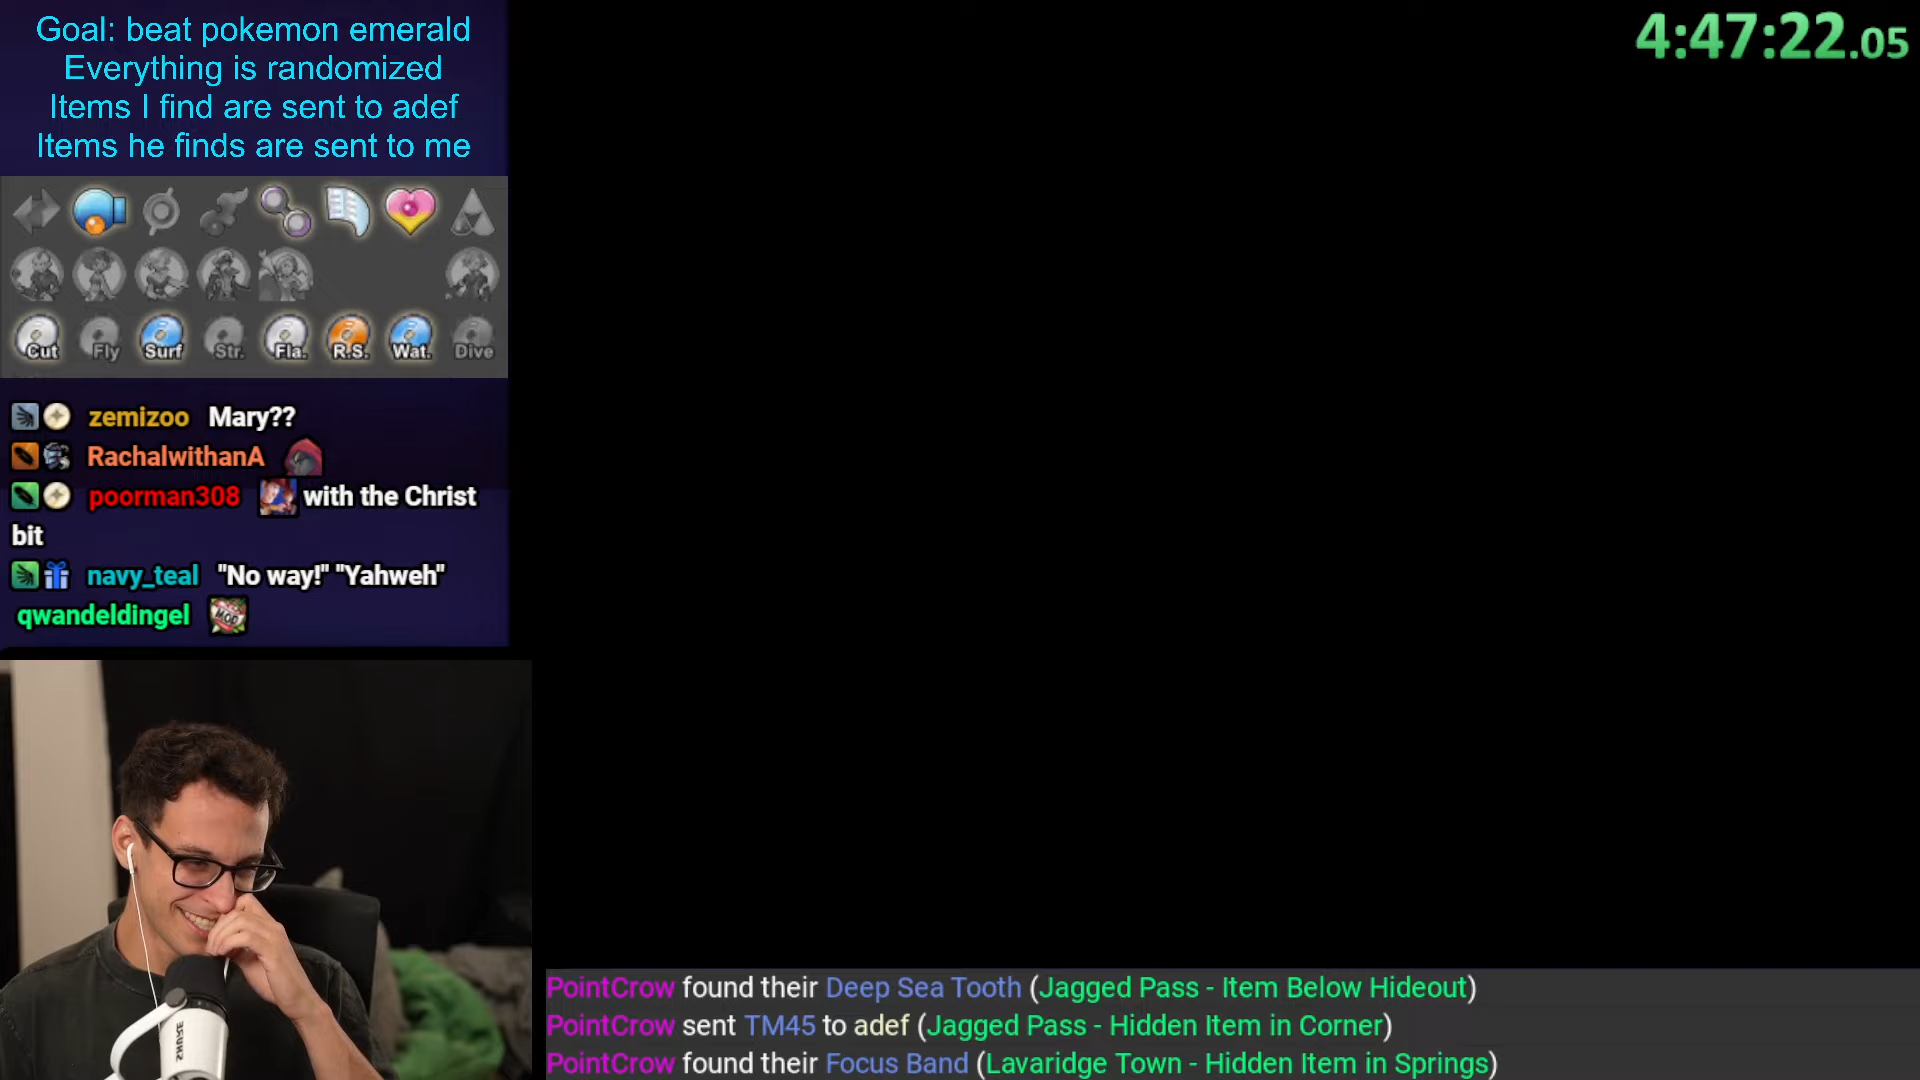 Goal: beat pokemon emerald
Everything is randomized
Items I find are sent to adef
Items he finds are sent to me
4:47:22.05
Cut Fly Surf Str. Fla. R.S. Wat. Dive
zemizoo Mary??
RachalwithanA
poorman308 with the Christ
bit
navy_teal "No way!" "Yahweh"
qwandeldingel MOD
SHURE
PointCrow found their Deep Sea Tooth (Jagged Pass - Item Below Hideout)
PointCrow sent TM45 to adef (Jagged Pass - Hidden Item in Corner)
PointCrow found their Focus Band (Lavaridge Town - Hidden Item in Springs)